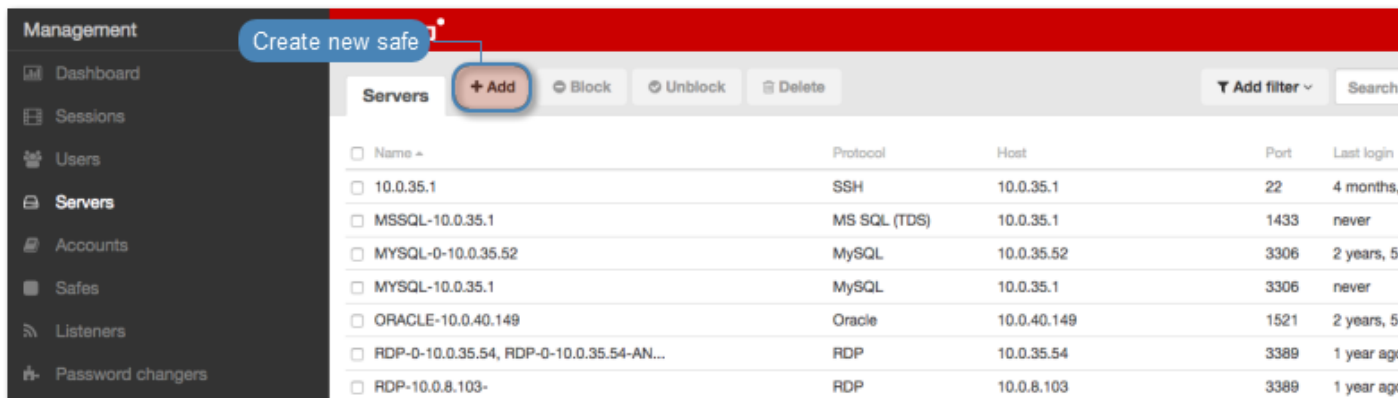 Management
Create new safe
Dashboard
Sessions
Users
Servers
Accounts
Safes
Listeners
Password changers
Servers + Add Block Unblock Delete Add filter Search
Name Protocol Host Port Last login
10.0.35.1 SSH 10.0.35.1 22 4 months,
MSSQL-10.0.35.1 MS SQL (TDS) 10.0.35.1 1433 never
MYSQL-0-10.0.35.52 MySQL 10.0.35.52 3306 2 years, 5
MYSQL-10.0.35.1 MySQL 10.0.35.1 3306 never
ORACLE-10.0.40.149 Oracle 10.0.40.149 1521 2 years, 5
RDP-0-10.0.35.54, RDP-0-10.0.35.54-AN... RDP 10.0.35.54 3389 1 year ago
RDP-10.0.8.103- RDP 10.0.8.103 3389 1 year ago